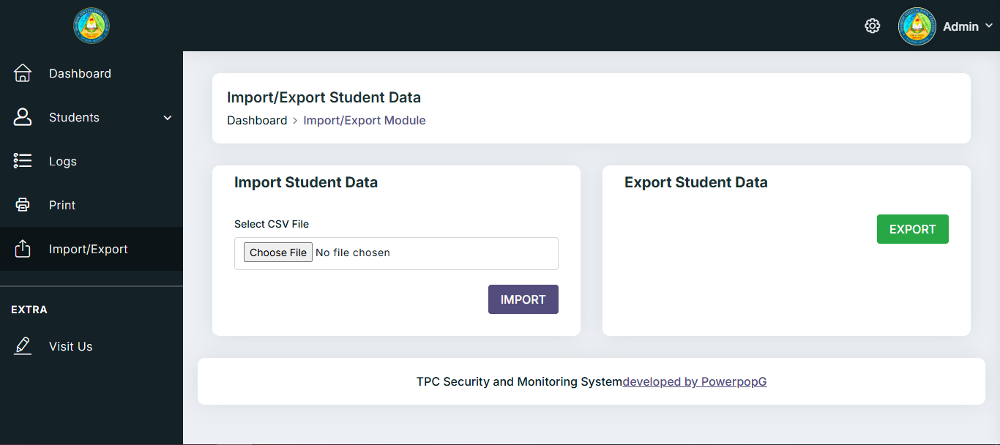 Admin
Dashboard
Students
Logs
Print
Import/Export
EXTRA
Visit Us
Import/Export Student Data
Dashboard > Import/Export Module
Import Student Data
Select CSV File
Choose File No file chosen
IMPORT
Export Student Data
EXPORT
TPC Security and Monitoring Systemdeveloped by PowerpopG